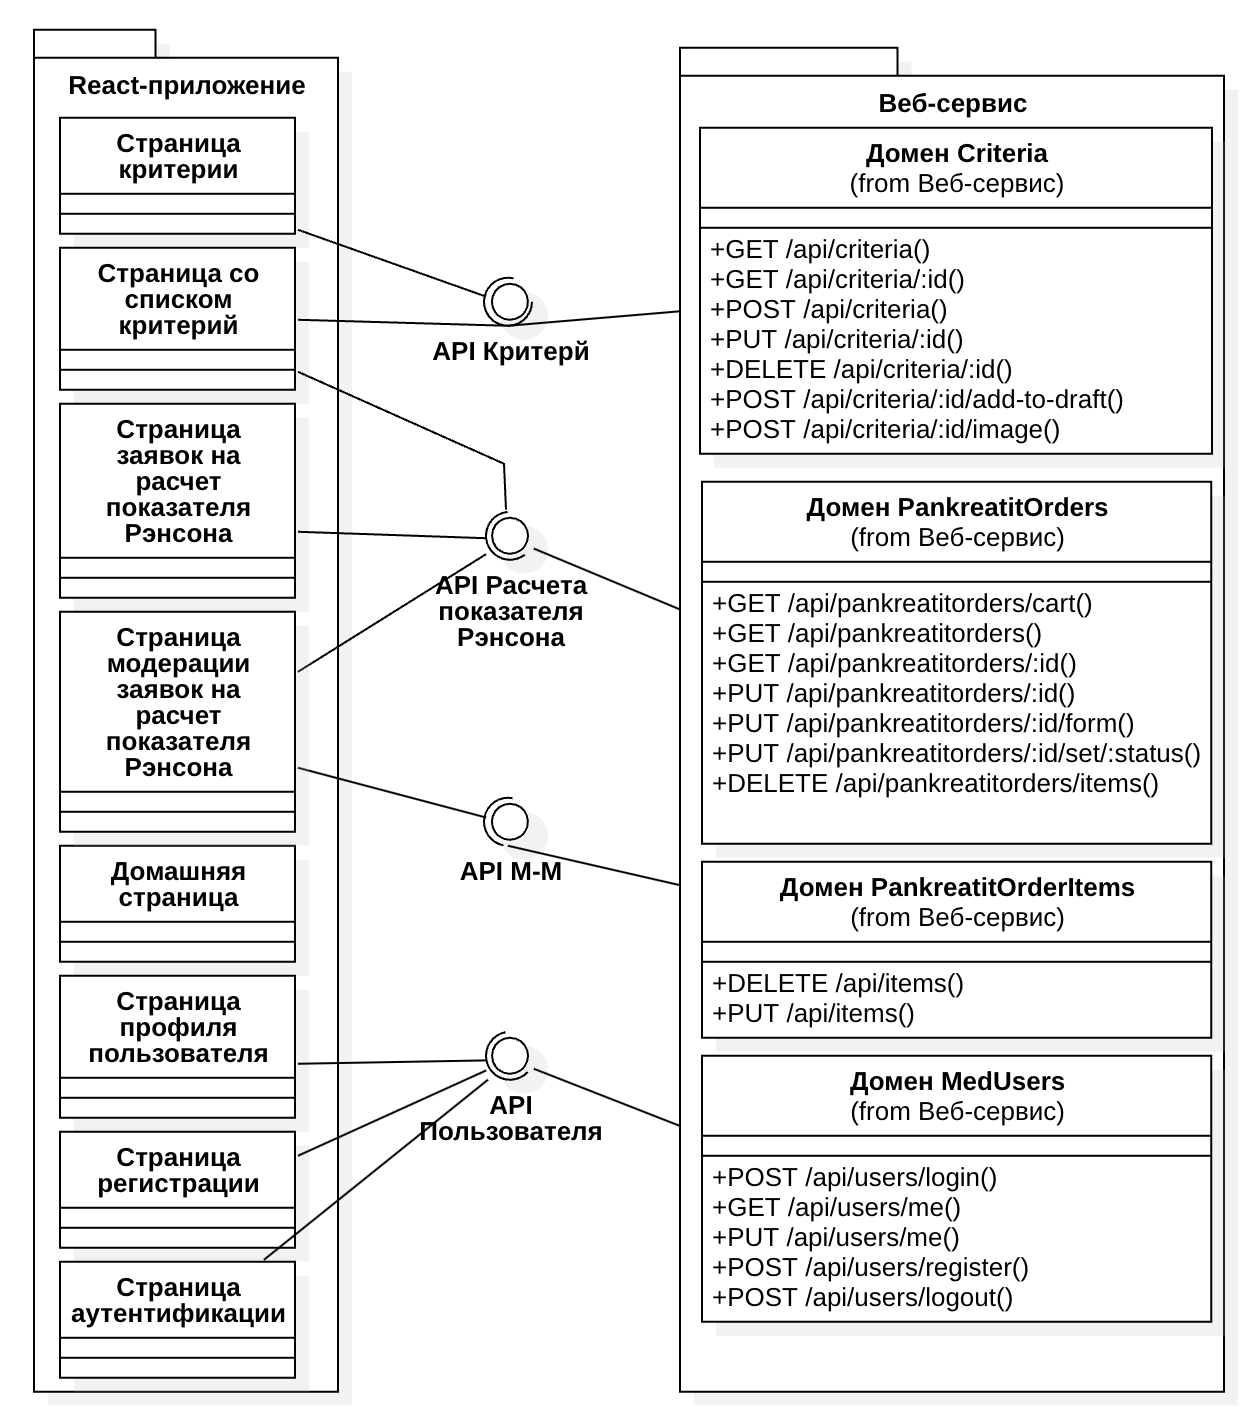 React-приложение
Страница
критерии
Страница со
списком
критерий
Страница
заявок на
расчет
показателя
Рэнсона
Страница
модерации
заявок на
расчет
показателя
Рэнсона
Домашняя
страница
Страница
профиля
пользователя
Страница
регистрации
Страница
аутентификации
API Критерй
API Расчета
показателя
Рэнсона
API М-М
API
Пользователя
Веб-сервис
Домен Criteria
(from Веб-сервис)
+GET /api/criteria()
+GET /api/criteria/:id()
+POST /api/criteria()
+PUT /api/criteria/:id()
+DELETE /api/criteria/:id()
+POST /api/criteria/:id/add-to-draft()
+POST /api/criteria/:id/image()
Домен PankreatitOrders
(from Веб-сервис)
+GET /api/pankreatitorders/cart()
+GET /api/pankreatitorders()
+GET /api/pankreatitorders/:id()
+PUT /api/pankreatitorders/:id()
+PUT /api/pankreatitorders/:id/form()
+PUT /api/pankreatitorders/:id/set/:status()
+DELETE /api/pankreatitorders/items()
Домен PankreatitOrderItems
(from Веб-сервис)
+DELETE /api/items()
+PUT /api/items()
Домен MedUsers
(from Веб-сервис)
+POST /api/users/login()
+GET /api/users/me()
+PUT /api/users/me()
+POST /api/users/register()
+POST /api/users/logout()